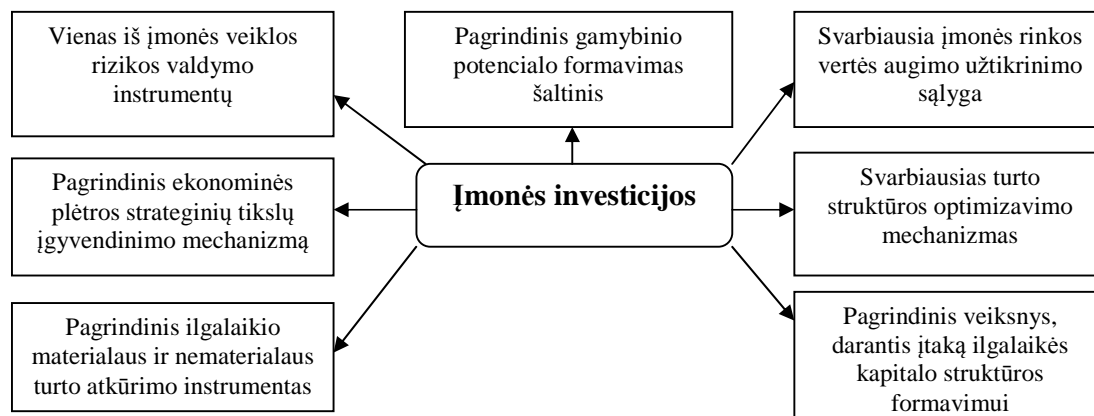 Vienas iš įmonės veiklos
rizikos valdymo
instrumentų
Pagrindinis gamybinio
potencialo formavimas
šaltinis
Svarbiausia įmonės rinkos
vertės augimo užtikrinimo
sąlyga
Pagrindinis ekonominės
plėtros strateginių tikslų
įgyvendinimo mechanizmą
Įmonės investicijos
Svarbiausias turto
struktūros optimizavimo
mechanizmas
Pagrindinis ilgalaikio
materialaus ir nematerialaus
turto atkūrimo instrumentas
Pagrindinis veiksnys,
darantis įtaką ilgalaikės
kapitalo struktūros
formavimui